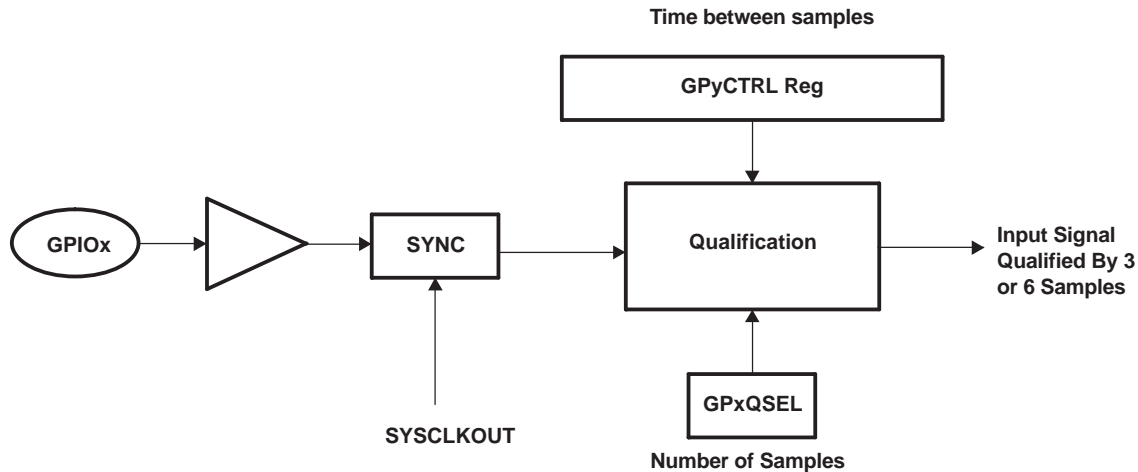 Time between samples
GPyCTRL Reg
GPIOx
SYNC
Qualification
Input Signal
Qualified By 3
or 6 Samples
GPxQSEL
SYSCLKOUT
Number of Samples